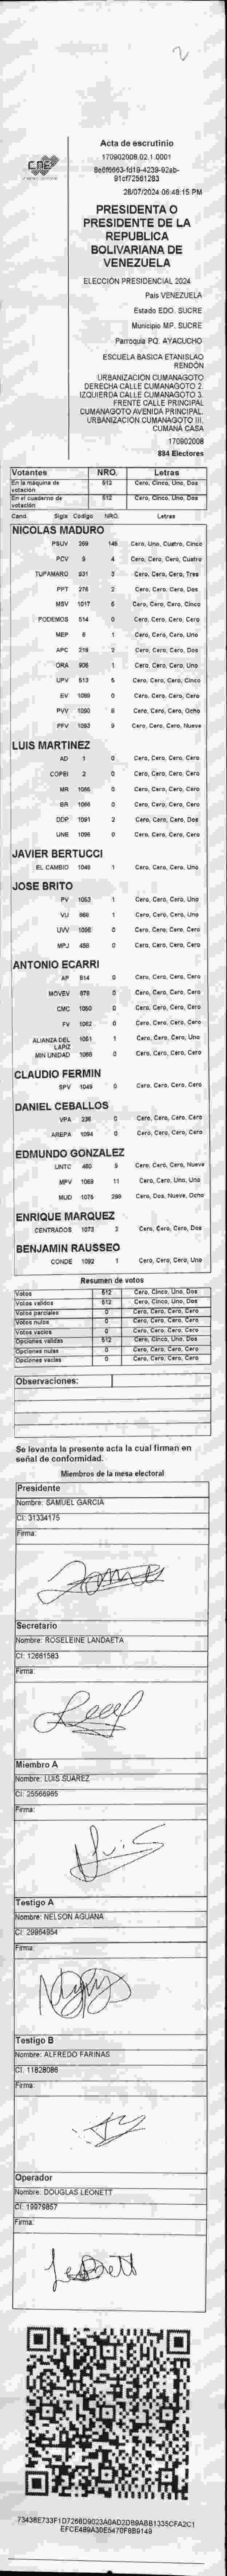 2
CNE
Acta de escrutinio
170902008.02.1.0001
28/07/2024 06:48:15 PM
PRESIDENTA O
PRESIDENTE DE LA
REPUBLICA
BOLIVARIANA DE
VENEZUELA
ELECCIÓN PRESIDENCIAL 2024
País VENEZUELA
Estado EDO. SUCRE
Municipio MP. SUCRE
Parroquia PQ. AYACUCHO
ESCUELA BASICA ETANISLAO
RENDÓN
URBANIZACION CUMANAGOTO
DERECHA CALLE CUMANAGOTO 2.
IZQUIERDA CALLE CUMANAGOTO 3.
FRENTE CALLE PRINCIPAL
CUMANAGOTO AVENIDA PRINCIPAL.
URBANIZACION CUMANAGOTO III,
CUMANÁ CASA
170902008
884 Electores
Votantes NRO. Letras
En la máquina de votación 512 Cero, Cinco, Uno, Dos
En el cuaderno de votación 512 Cero, Cinco, Uno, Dos
Cand. Sigla Código NRO. Letras
NICOLAS MADURO
PSUV 269 145 Cero, Uno, Cuatro, Cinco
PCV 9 4 Cero, Cero, Cero, Cuatro
TUPAMARO 931 3 Cero, Cero, Cero, Tres
PPT 276 2 Cero, Cero, Cero, Dos
MSV 1017 5 Cero, Cero, Cero, Cinco
PODEMOS 514 0 Cero, Cero, Cero, Cero
MEP 6 1 Cero, Cero, Cero, Uno
APC 219 2 Cero, Cero, Cero, Dos
ORA 906 1 Cero, Cero, Cero, Uno
UPV 513 5 Cero, Cero, Cero, Cinco
EV 1089 0 Cero, Cero, Cero, Cero
PVV 1090 8 Cero, Cero, Cero, Ocho
PFV 1093 9 Cero, Cero, Cero, Nueve
LUIS MARTINEZ
AD 1 0 Cero, Cero, Cero, Cero
COPEI 2 0 Cero, Cero, Cero, Cero
MR 0 Cero, Cero, Cero, Cero
BR 1066 0 Cero, Cero, Cero, Cero
DDP 1091 2 Cero, Cero, Cero, Dos
UNE 1096 0 Cero, Cero, Cero, Cero
JAVIER BERTUCCI
EL CAMBIO 1049 1 Cero, Cero, Cero, Uno
JOSE BRITO
PV 1053 1 Cero, Cero, Cero, Uno
VU 968 1 Cero, Cero, Cero, Uno
UVV 0 Cero, Cero, Cero, Cero
MPJ 458 0 Cero, Cero, Cero, Cero
ANTONIO ECARRI
AP 914 0 Cero, Cero, Cero, Cero
MOVEV 979 0 Cero, Cero, Cero, Cero
CMC 1050 0 Cero, Cero, Cero, Cero
FV 1062 0 Cero, Cero, Cero, Cero
ALIANZA DEL LAPIZ 1051 1 Cero, Cero, Cero, Uno
MIN UNIDAD 0 Cero, Cero, Cero, Cero
CLAUDIO FERMIN
SPV 1049 0 Cero, Cero, Cero, Cero
DANIEL CEBALLOS
VPA 236 0 Cero, Cero, Cero, Cero
AREPA 1094 0 Cero, Cero, Cero, Cero
EDMUNDO GONZALEZ
UNTC 480 9 Cero, Cero, Cero, Nueve
MPV 1069 11 Cero, Cero, Uno, Uno
MUD 1075 298 Cero, Dos, Nueve, Ocho
ENRIQUE MARQUEZ
CENTRADOS 1073 2 Cero, Cero, Cero, Dos
BENJAMIN RAUSSEO
CONDE 1092 1 Cero, Cero, Cero, Uno
Resumen de votos
Votos 512 Cero, Cinco, Uno, Dos
Votos validos 512 Cero, Cinco, Uno, Dos
Votos parciales 0 Cero, Cero, Cero, Cero
Votos nulos 0 Cero, Cero, Cero, Cero
Votos vacios 0 Cero, Cero, Cero, Cero
Opciones validas 512 Cero, Cinco, Uno, Dos
Opciones nulas 0 Cero, Cero, Cero, Cero
Opciones vacias 0 Cero, Cero, Cero, Cero
Observaciones:
Se levanta la presente acta la cual firman en
señal de conformidad.
Miembros de la mesa electoral
Presidente
Nombre: SAMUEL GARCIA
CI: 31334175
Firma:
Secretario
Nombre: ROSELEINE LANDAETA
CI: 12661583
Firma:
Miembro A
Nombre: LUIS SUAREZ
CI: 25566965
Firma:
Luis
Testigo A
Nombre: NELSON AGUANA
CI: 29954954
Firma:
Testigo B
Nombre: ALFREDO FARINAS
CI: 11828086
Firma:
Operador
Nombre: DOUGLAS LEONETT
CI: 19979857
Firma:
73438E733F1D7268D9023A0AD2DB9ABB1335CFA2C1
EFCE489A30E5470F8B9149